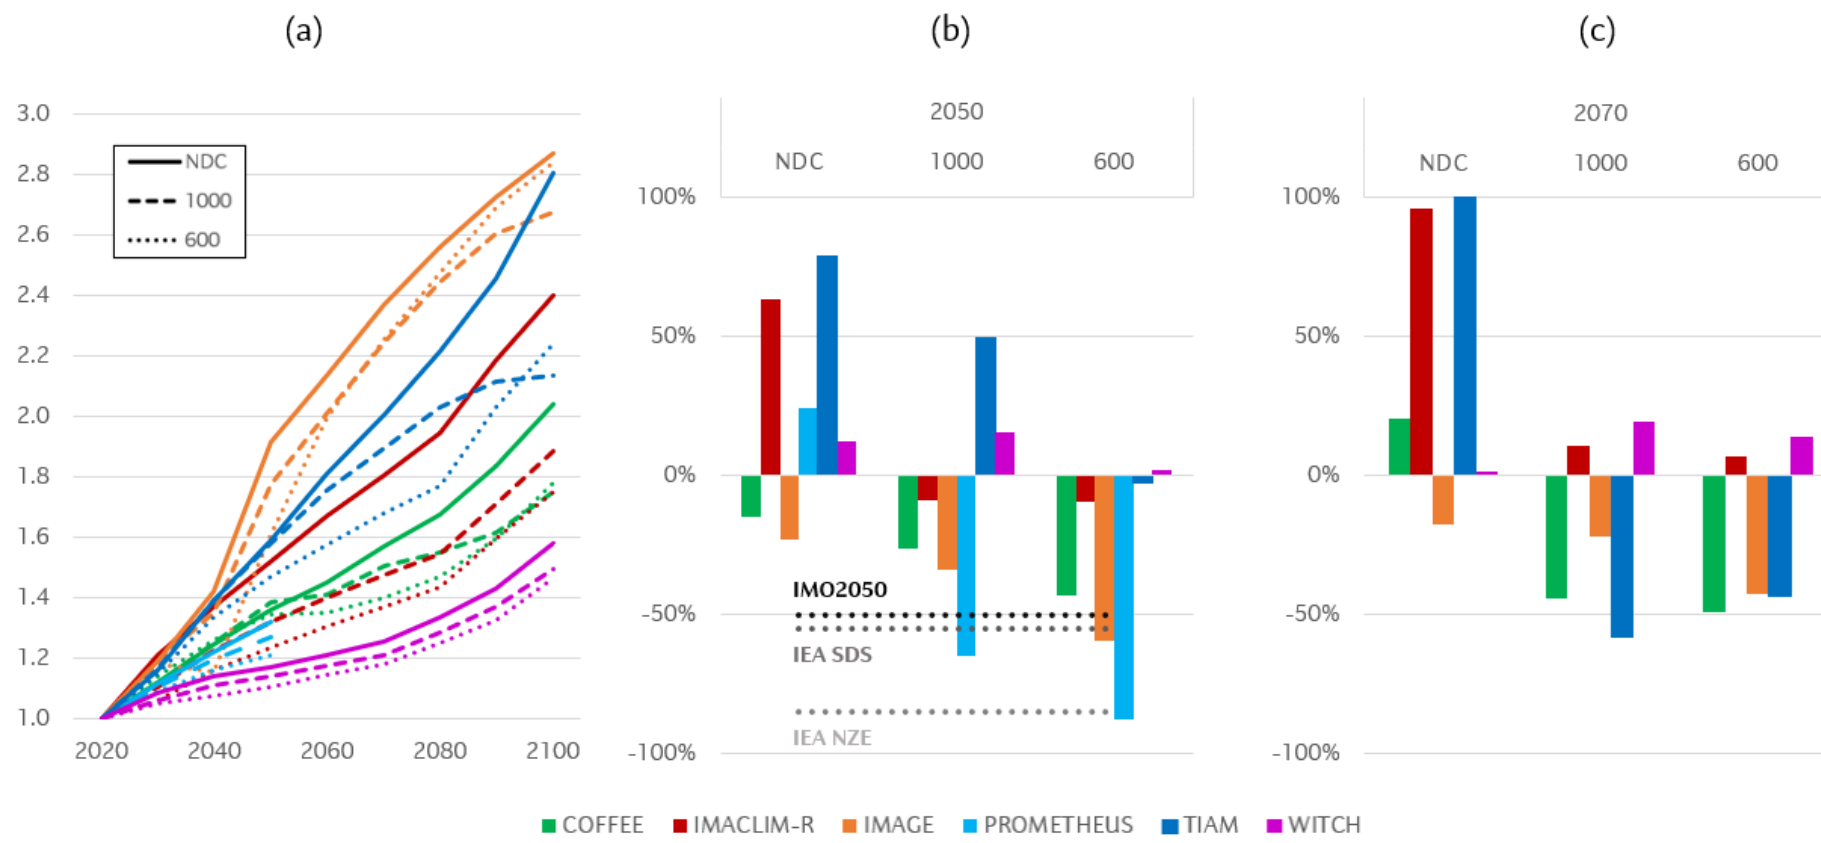 (a)
(b)
(c)
3.0
2.8
2.6
2.4
2.2
2.0
1.8
1.6
1.4
1.2
1.0
NDC
1000
600
2020
2040
2060
2080
2100
2050
NDC
1000
600
100%
50%
0%
-50%
-100%
IMO2050
IEA SDS
IEA NZE
2070
NDC
1000
600
100%
50%
0%
-50%
-100%
COFFEE
IMACLIM-R
IMAGE
PROMETHEUS
TIAM
WITCH